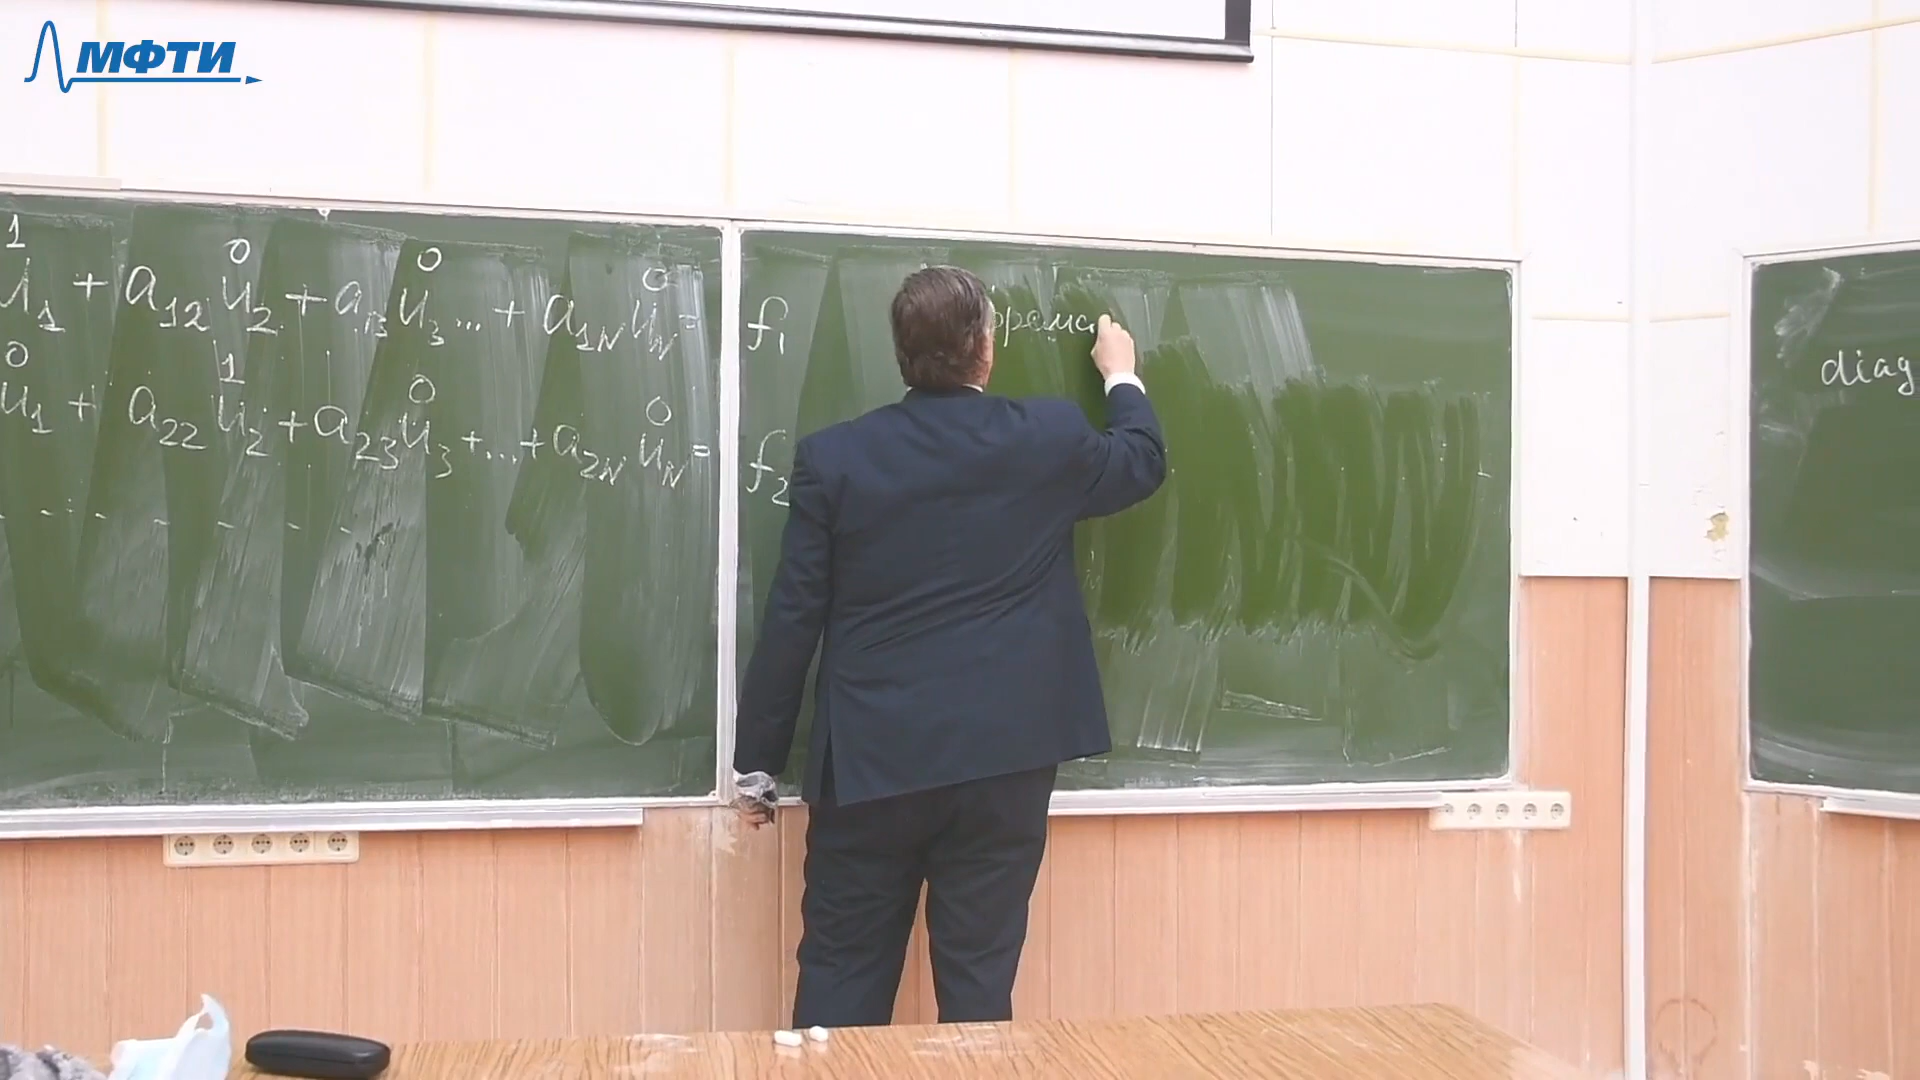 МФТИ
1 0 0 0
u₁ + a₁₂ u₂ + a₁₃ u₃ ... + a₁N uN = f₁
0 1 0 0
u₁ + a₂₂ u₂ + a₂₃ u₃ + ... + a₂N uN = f₂
diag